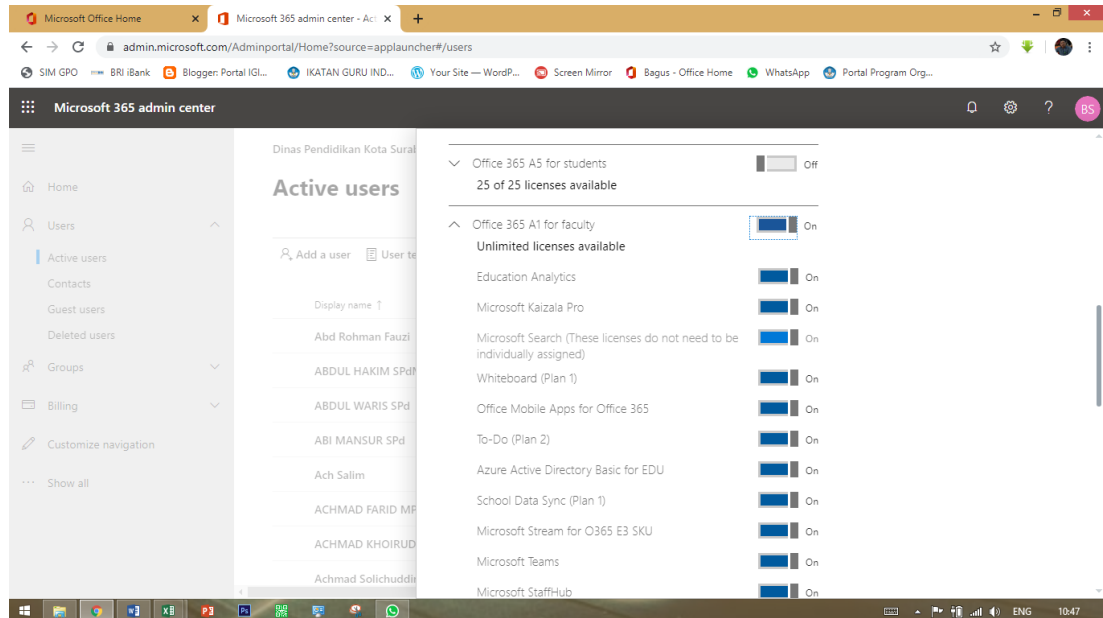 Microsoft Office Home
Microsoft 365 admin center - Act
admin.microsoft.com/Adminportal/Home?source=applauncher#/users
SIM GPO
BRI iBank
Blogger: Portal IGI...
IKATAN GURU IND...
Your Site — WordP...
Screen Mirror
Bagus - Office Home
WhatsApp
Portal Program Org...
Microsoft 365 admin center
?
BS
Home
Users
Active users
Contacts
Guest users
Deleted users
Groups
Billing
Customize navigation
Show all
Dinas Pendidikan Kota Sural
Active users
Add a user
User te
Display name ↑
Abd Rohman Fauzi
ABDUL HAKIM SPdM
ABDUL WARIS SPd
ABI MANSUR SPd
Ach Salim
ACHMAD FARID MP
ACHMAD KHOIRUD
Achmad Solichuddin
Office 365 A5 for students
Off
25 of 25 licenses available
Office 365 A1 for faculty
On
Unlimited licenses available
Education Analytics
On
Microsoft Kaizala Pro
On
Microsoft Search (These licenses do not need to be
individually assigned)
On
Whiteboard (Plan 1)
On
Office Mobile Apps for Office 365
On
To-Do (Plan 2)
On
Azure Active Directory Basic for EDU
On
School Data Sync (Plan 1)
On
Microsoft Stream for O365 E3 SKU
On
Microsoft Teams
On
Microsoft StaffHub
On
ENG
10:47